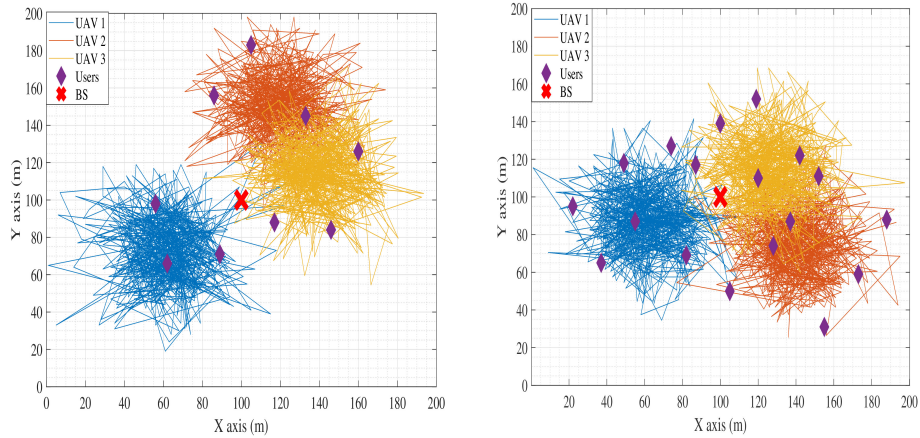 UAV 1
UAV 2
UAV 3
Users
BS
200
180
160
140
120
100
80
60
40
20
0
Y axis (m)
0 20 40 60 80 100 120 140 160 180 200
X axis (m)
UAV 1
UAV 2
UAV 3
Users
BS
200
180
160
140
120
100
80
60
40
20
0
Y axis (m)
20 40 60 80 100 120 140 160 180 200
X axis (m)